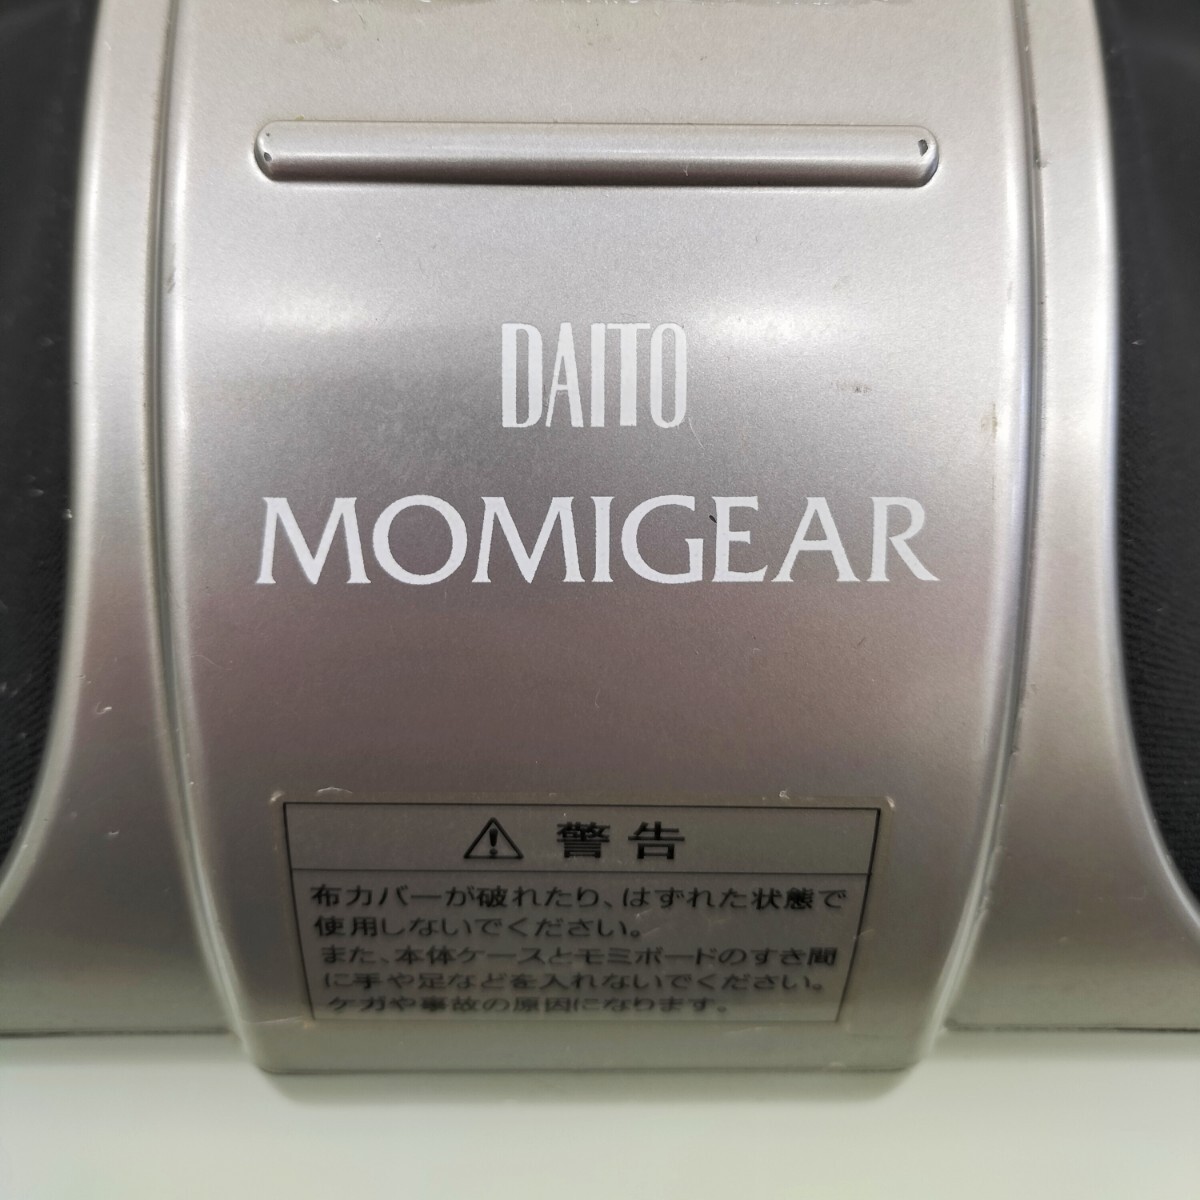 DAITO
MOMIGEAR
警告
布カバーが破れたり、はずれた状態で
使用しないでください。
また、本体ケースとモミボードのすき間
に手や足などを入れないでください。
ケガや事故の原因になります。